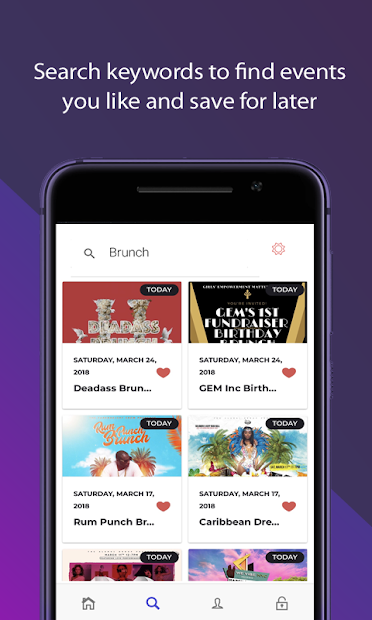 Search keywords to find events
you like and save for later
Brunch
TODAY
DEADASS
SATURDAY, MARCH 24,
2018
Deadass Brun...
GIRLS' EMPOWERMENT
YOU'RE INVITED!
TODAY
GEM'S 1ST
FUNDRAISER
BIRTHDAY
BRUNCH
SATURDAY, MARCH 24,
2018
GEM Inc Birth...
TODAY
Rum Punch
Brunch
SATURDAY, MARCH 17,
2018
Rum Punch Br...
TODAY
SATURDAY, MARCH 17,
2018
Caribbean Dre...
TODAY
TODAY